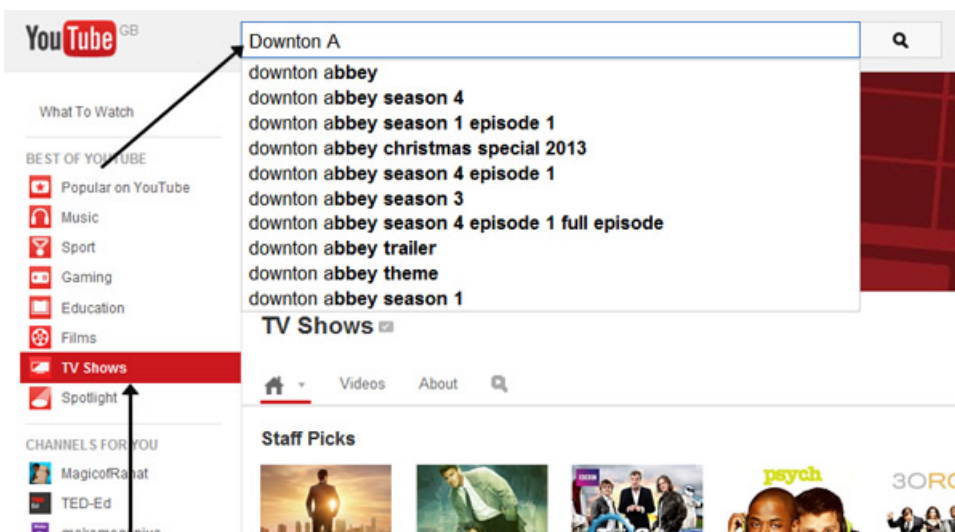 YouTube GB
Downton A
downton abbey
downton abbey season 4
downton abbey season 1 episode 1
downton abbey christmas special 2013
downton abbey season 4 episode 1
downton abbey season 3
downton abbey season 4 episode 1 full episode
downton abbey trailer
downton abbey theme
downton abbey season 1
What To Watch
BEST OF YOUTUBE
Popular on YouTube
Music
Sport
Gaming
Education
Films
TV Shows
Spotlight
CHANNELS FOR YOU
TED-Ed
TV Shows
Videos About
Staff Picks
BBC
psych